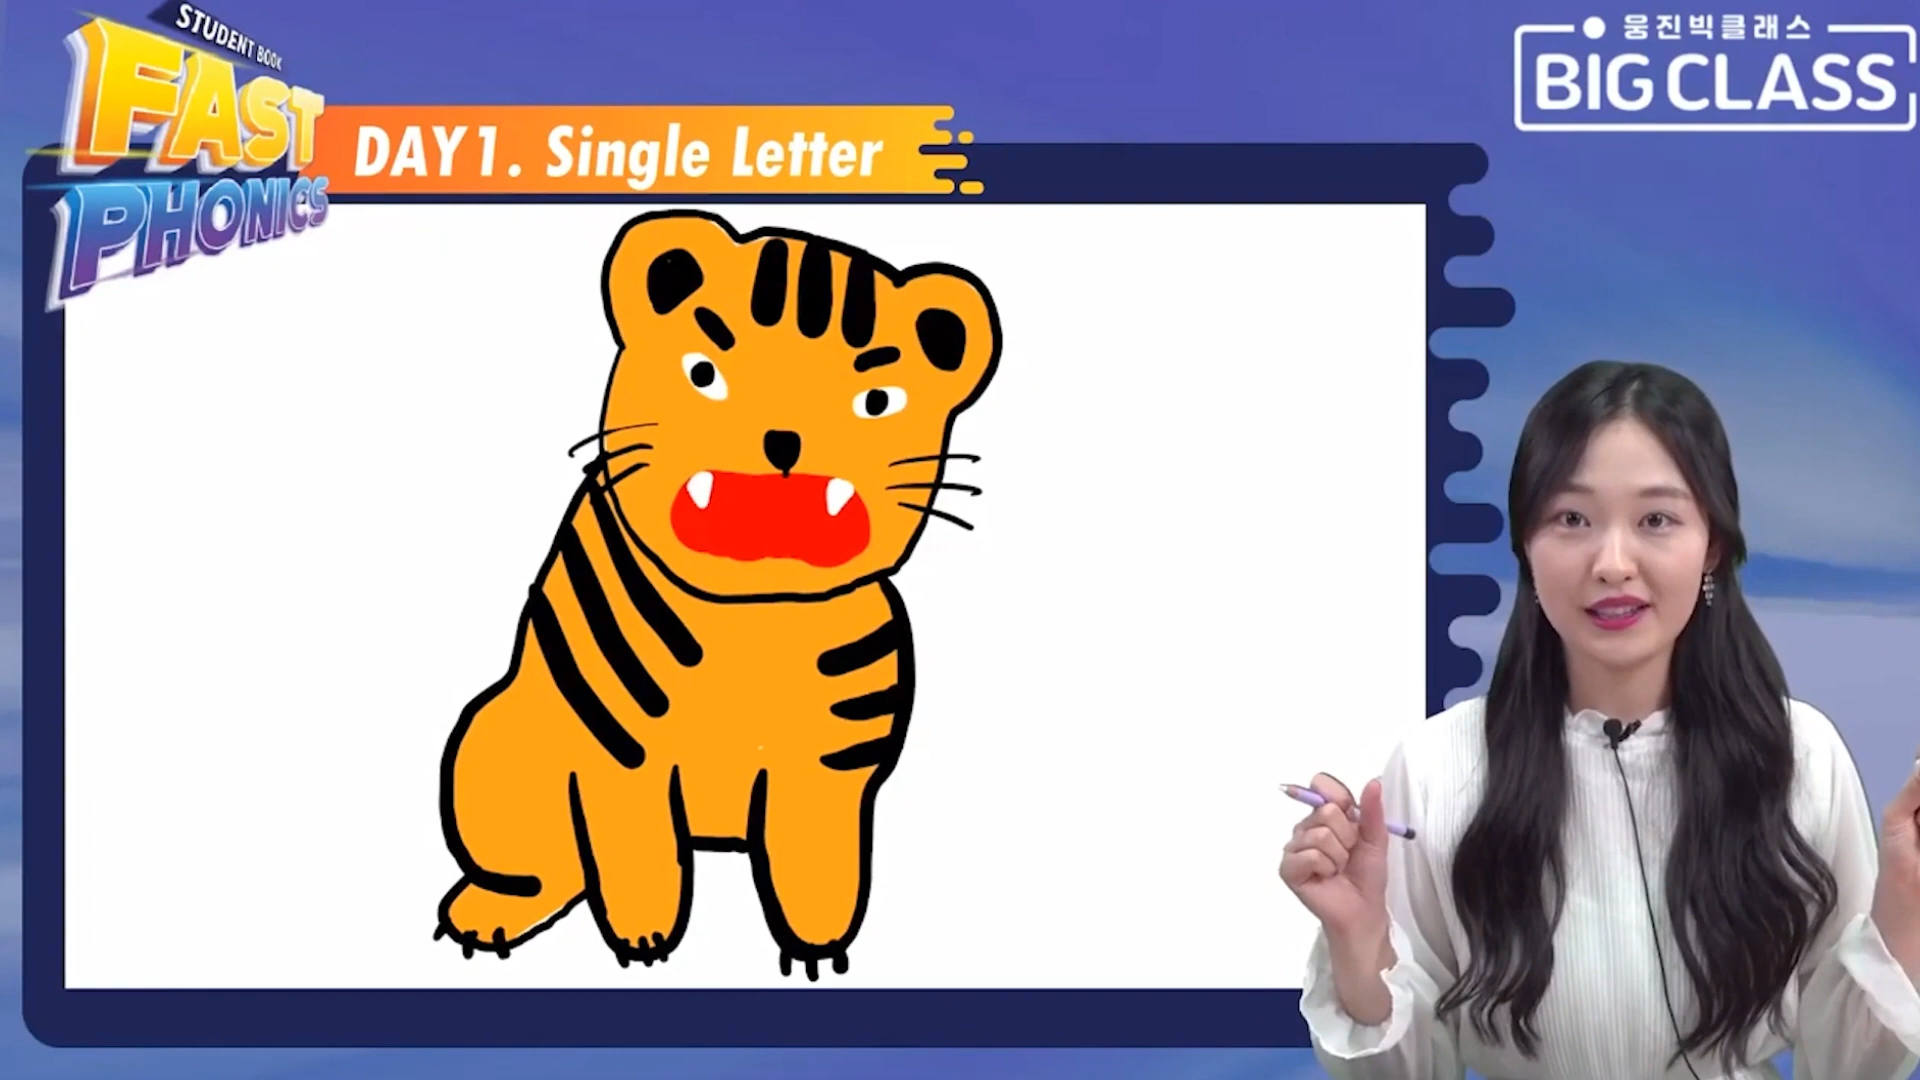 STUDENT BOOK
FAST
PHONICS
DAY1. Single Letter
웅진빅클래스
BIG CLASS